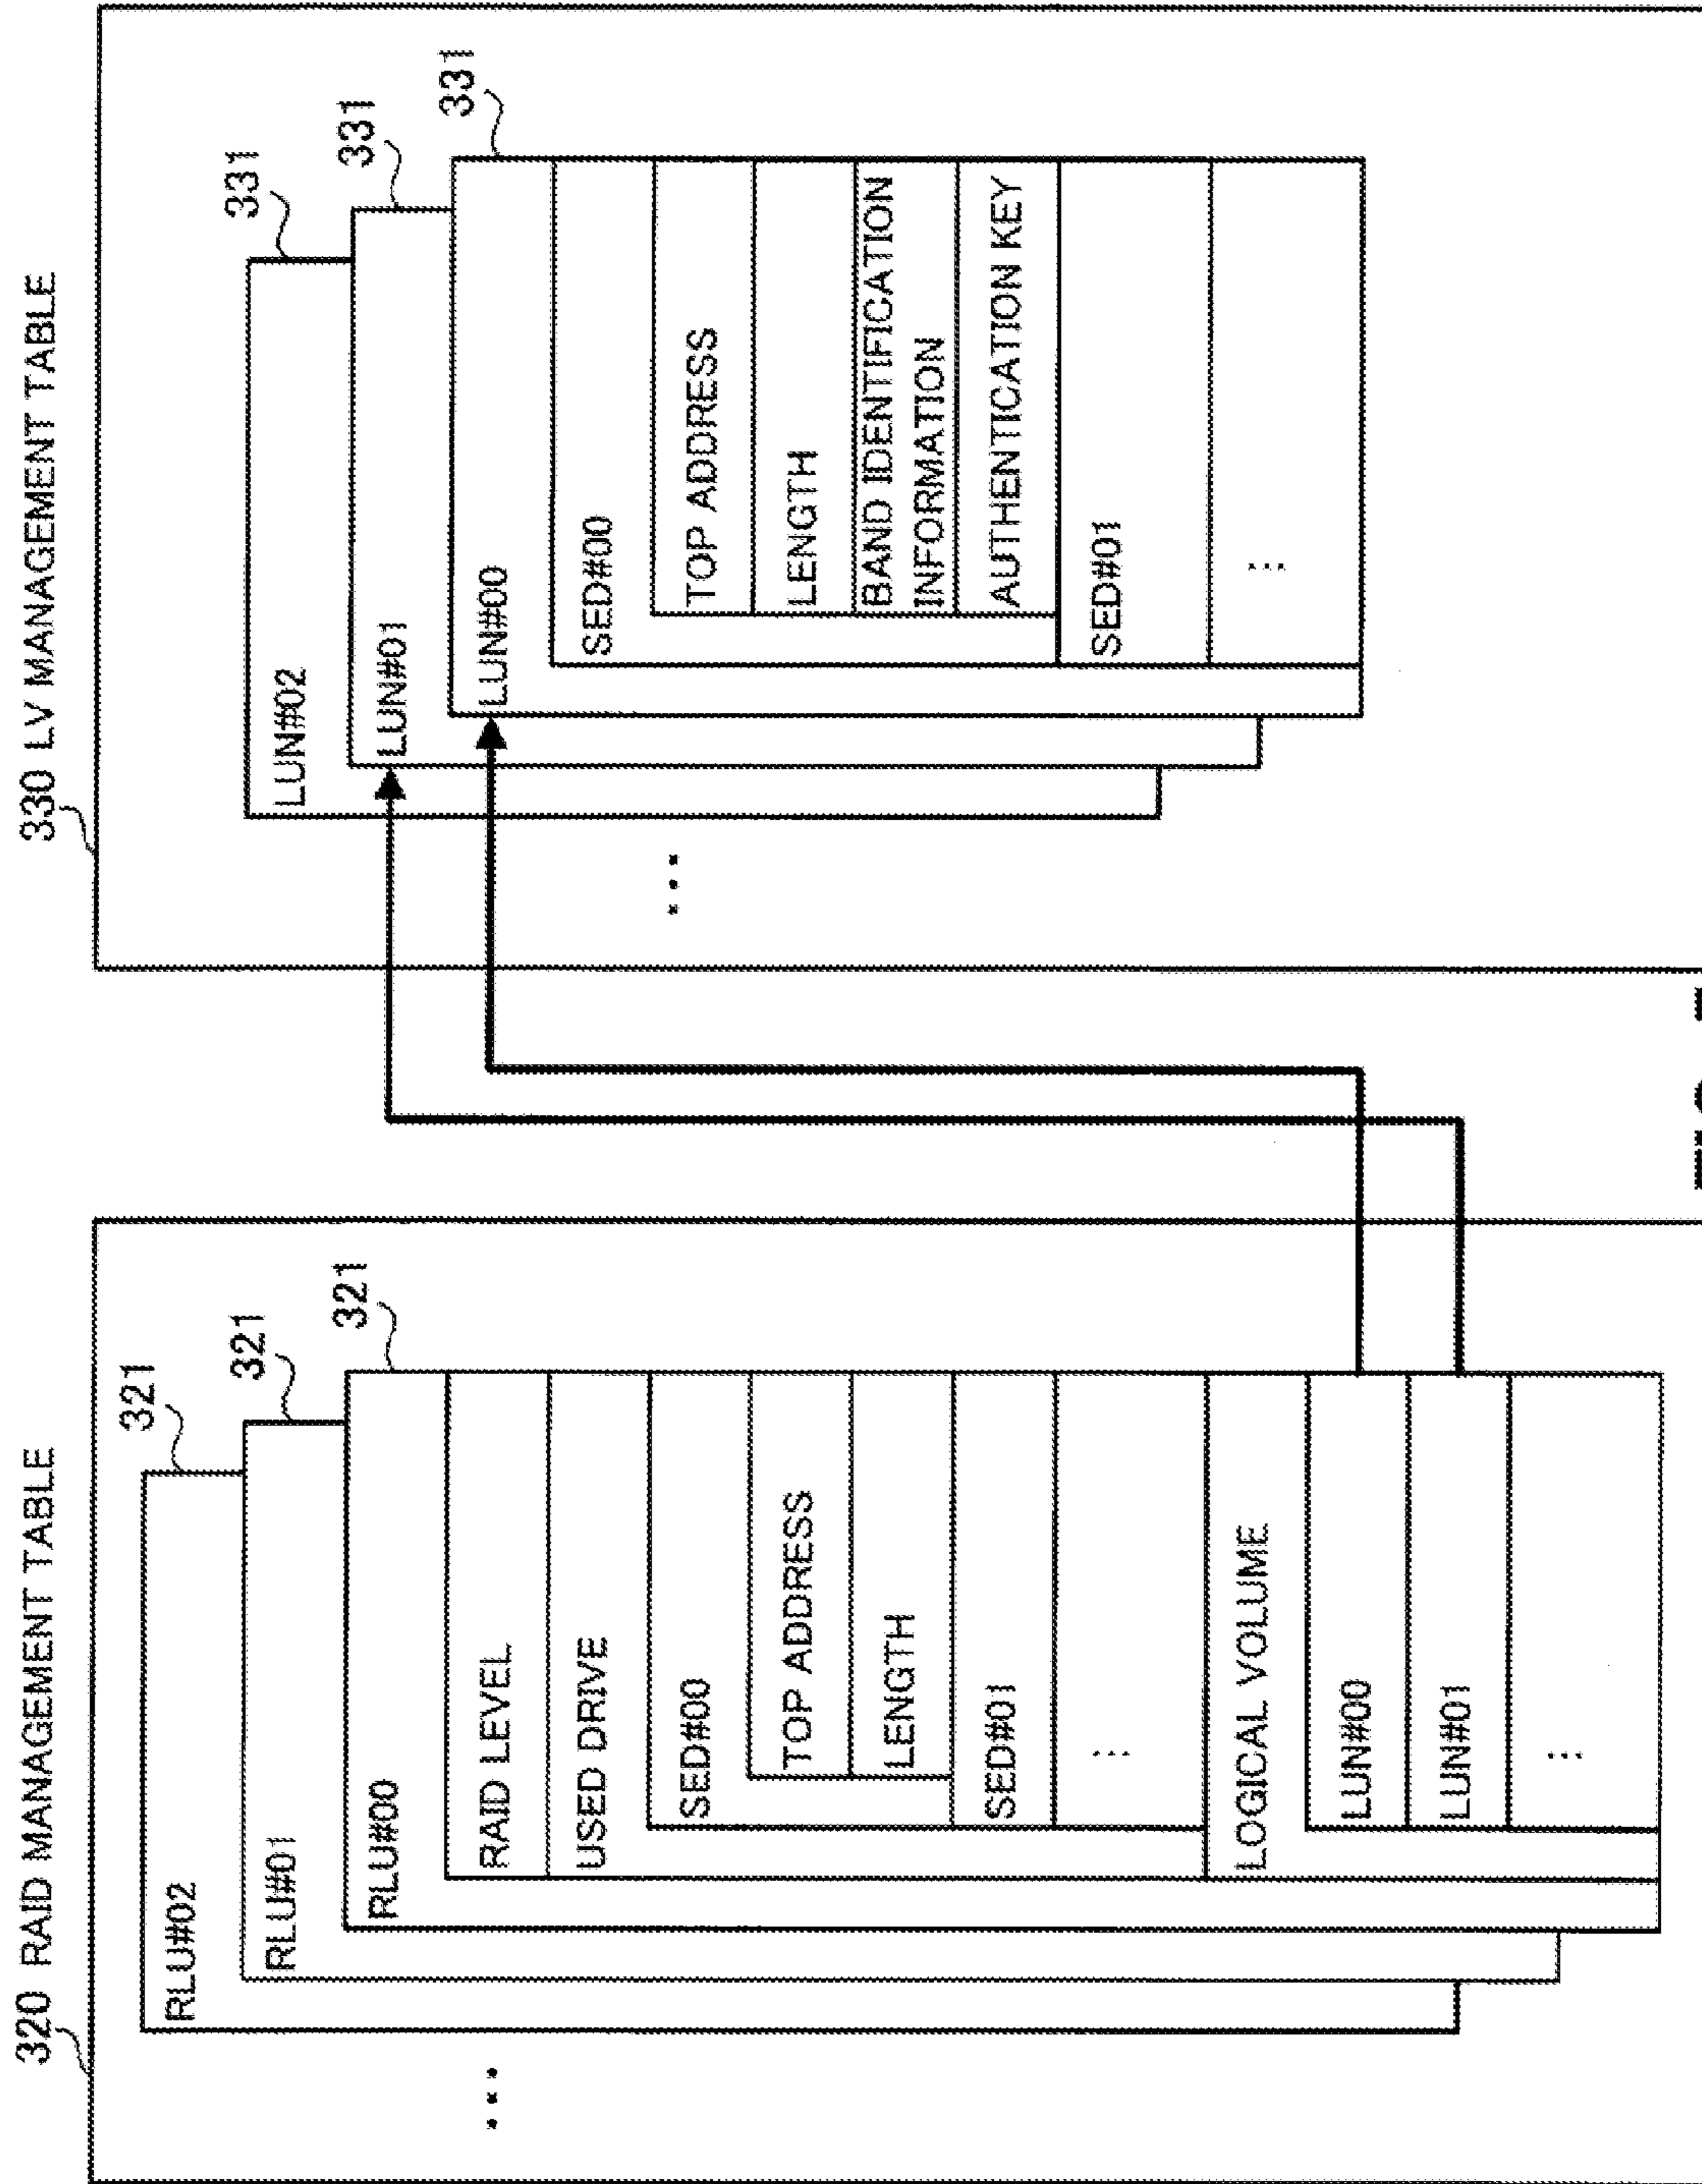 320 RAID MANAGEMENT TABLE
321
321
321
RLU#02
RLU#01
RLU#00
RAID LEVEL
USED DRIVE
SED#00
TOP ADDRESS
LENGTH
SED#01
...
LOGICAL VOLUME
LUN#00
LUN#01
...
...
330 LV MANAGEMENT TABLE
331
331
331
LUN#02
LUN#01
LUN#00
SED#00
TOP ADDRESS
LENGTH
BAND IDENTIFICATION
INFORMATION
AUTHENTICATION KEY
SED#01
...
...